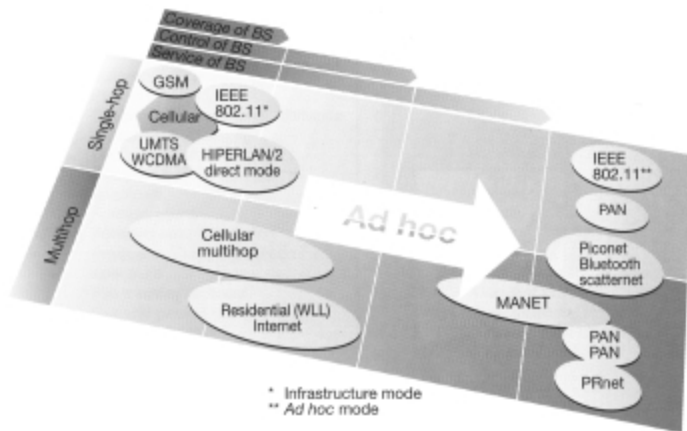 Coverage of BS
Control of BS
Service of BS
Single-hop
GSM
IEEE
802.11*
Cellular
UMTS
WCDMA
HIPERLAN/2
direct mode
IEEE
802.11**
PAN
Ad hoc
Piconet
Bluetooth
scatternet
Multihop
Cellular
multihop
Residential (WLL)
Internet
MANET
PAN
PAN
PRnet
* Infrastructure mode
** Ad hoc mode